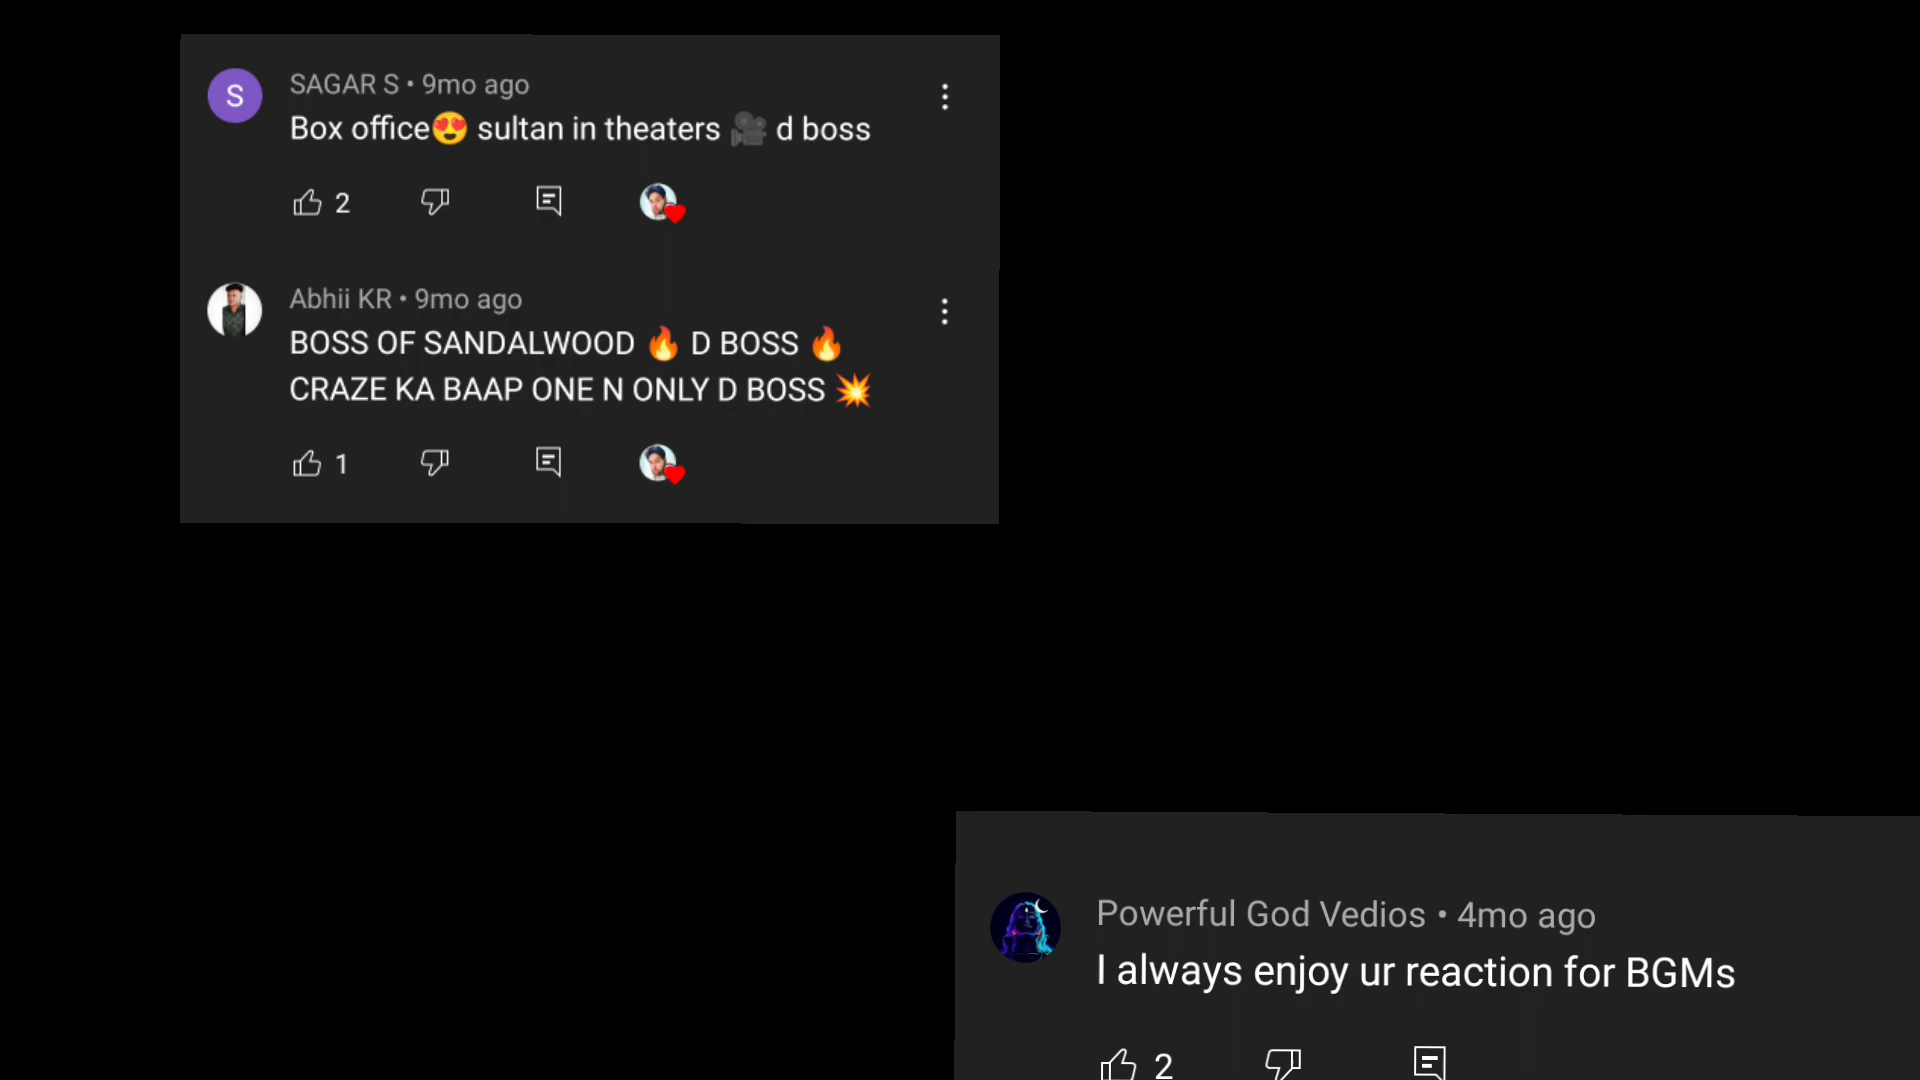 S
SAGAR S • 9mo ago
Box office😍 sultan in theaters 🎥 d boss
2
Abhii KR • 9mo ago
BOSS OF SANDALWOOD 🔥 D BOSS 🔥
CRAZE KA BAAP ONE N ONLY D BOSS 💥
1
Powerful God Vedios • 4mo ago
I always enjoy ur reaction for BGMs
2